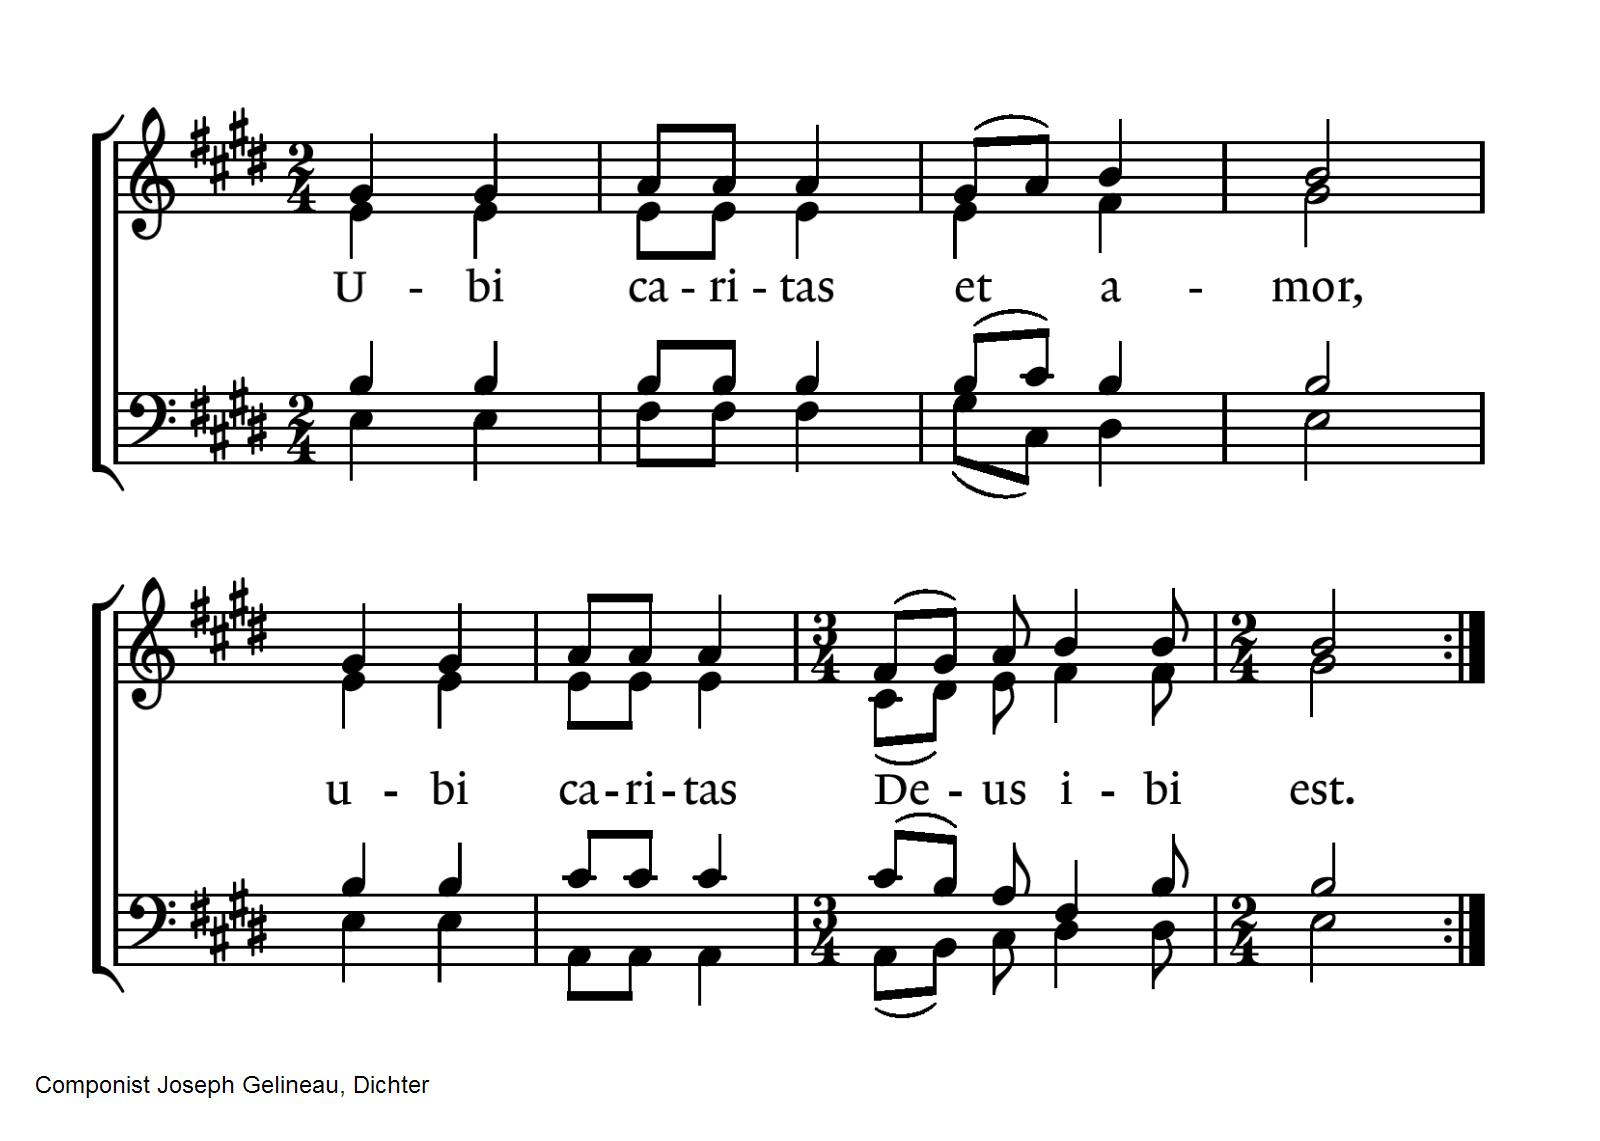 U - bi ca - ri - tas et a - mor,
u - bi ca - ri - tas De - us i - bi est.
Componist Joseph Gelineau, Dichter